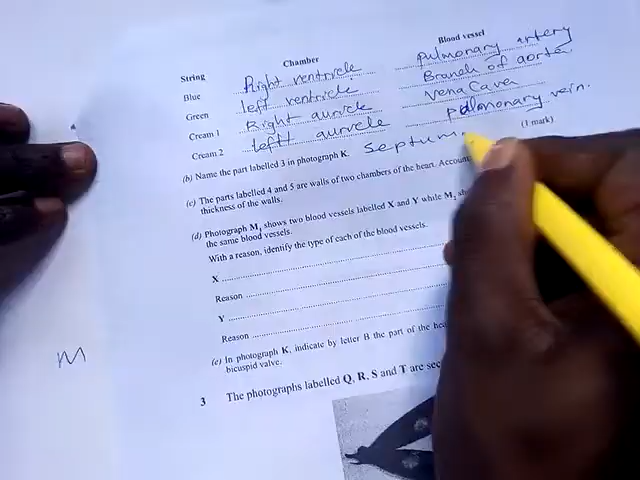 String Chamber Blood vessel
Blue Right ventricle pulmonary artery
Green left ventricle Branch of aorta
Cream 1 Right auricle vena Cava
Cream 2 left auricle pulmonary vein.
(b) Name the part labelled 3 in photograph K. (1 mark)
septum
(c) The parts labelled 4 and 5 are walls of two chambers of the heart. Account
thickness of the walls.
(d) Photograph M₁ shows two blood vessels labelled X and Y while M₂
the same blood vessels.
With a reason, identify the type of each of the blood vessels.
X
Reason
Y
Reason
M
(e) In photograph K, indicate by letter B the part of the
bicuspid valve.
3 The photographs labelled Q, R, S and T are